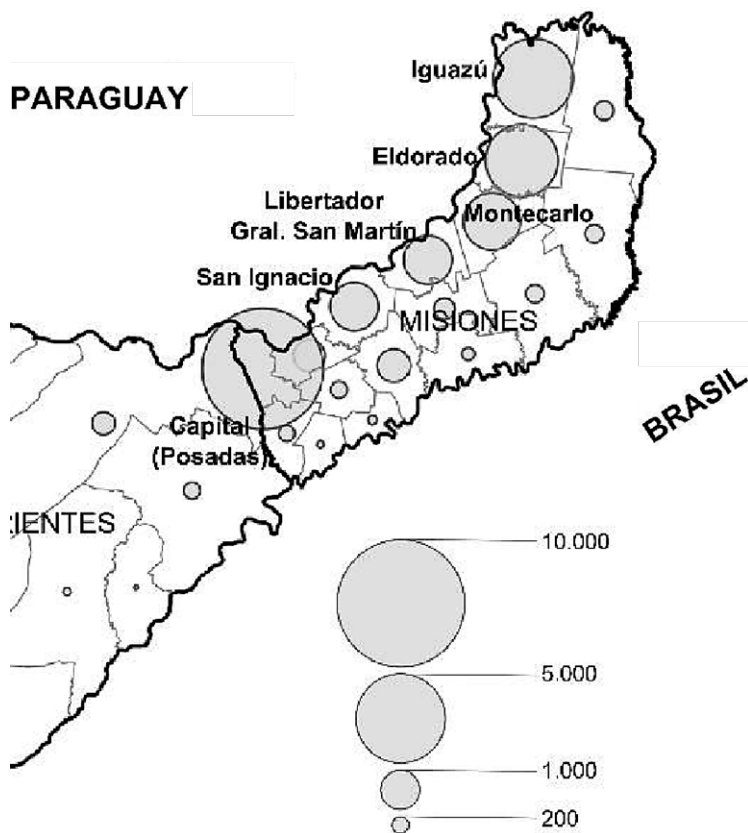 Iguazú
PARAGUAY
Eldorado
Libertador
Gral. San Martín
Montecarlo
San Ignacio
MISIONES
Capital
(Posadas)
BRASIL
RIENTES
10.000
5.000
1.000
200